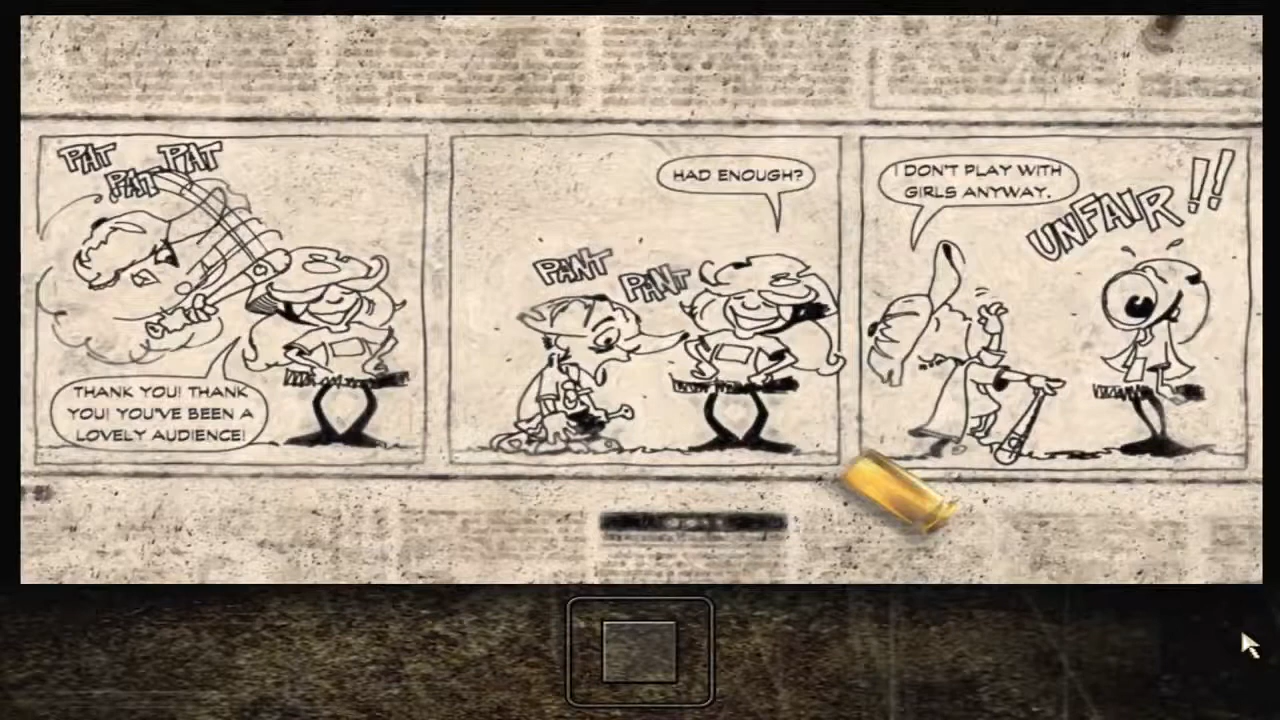 PAT
PAT
PAT
THANK YOU! THANK
YOU! YOU'VE BEEN A
LOVELY AUDIENCE!
PANT
PANT
HAD ENOUGH?
I DON'T PLAY WITH
GIRLS ANYWAY.
UNFAIR!!